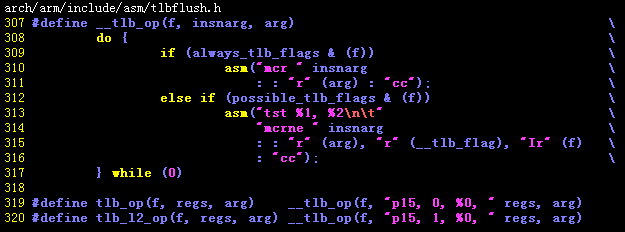 arch/arm/include/asm/tlbflush.h
307 #define __tlb_op(f, insnarg, arg) \
308 do { \
309 if (always_tlb_flags & (f)) \
310 asm("mcr " insnarg \
311 : : "r" (arg) : "cc"); \
312 else if (possible_tlb_flags & (f)) \
313 asm("tst %1, %2\n\t" \
314 "mcrne " insnarg \
315 : : "r" (arg), "r" (__tlb_flag), "Ir" (f) \
316 : "cc"); \
317 } while (0)
318
319 #define tlb_op(f, regs, arg) __tlb_op(f, "p15, 0, %0, " regs, arg)
320 #define tlb_l2_op(f, regs, arg) __tlb_op(f, "p15, 1, %0, " regs, arg)